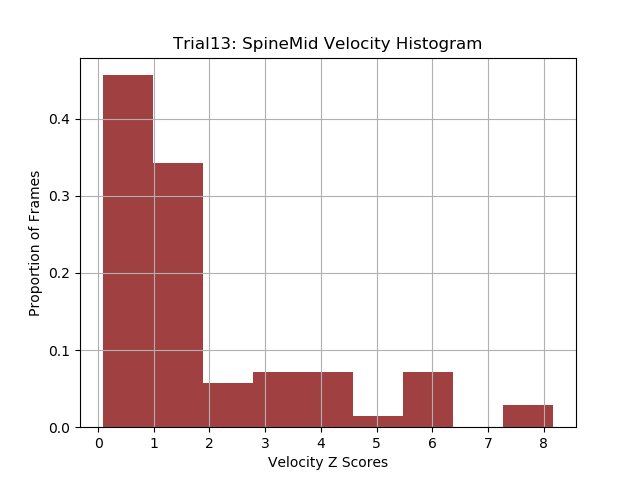 Trial13: SpineMid Velocity Histogram
Proportion of Frames
0.4
0.3
0.2
0.1
0.0
0 1 2 3 4 5 6 7 8
Velocity Z Scores